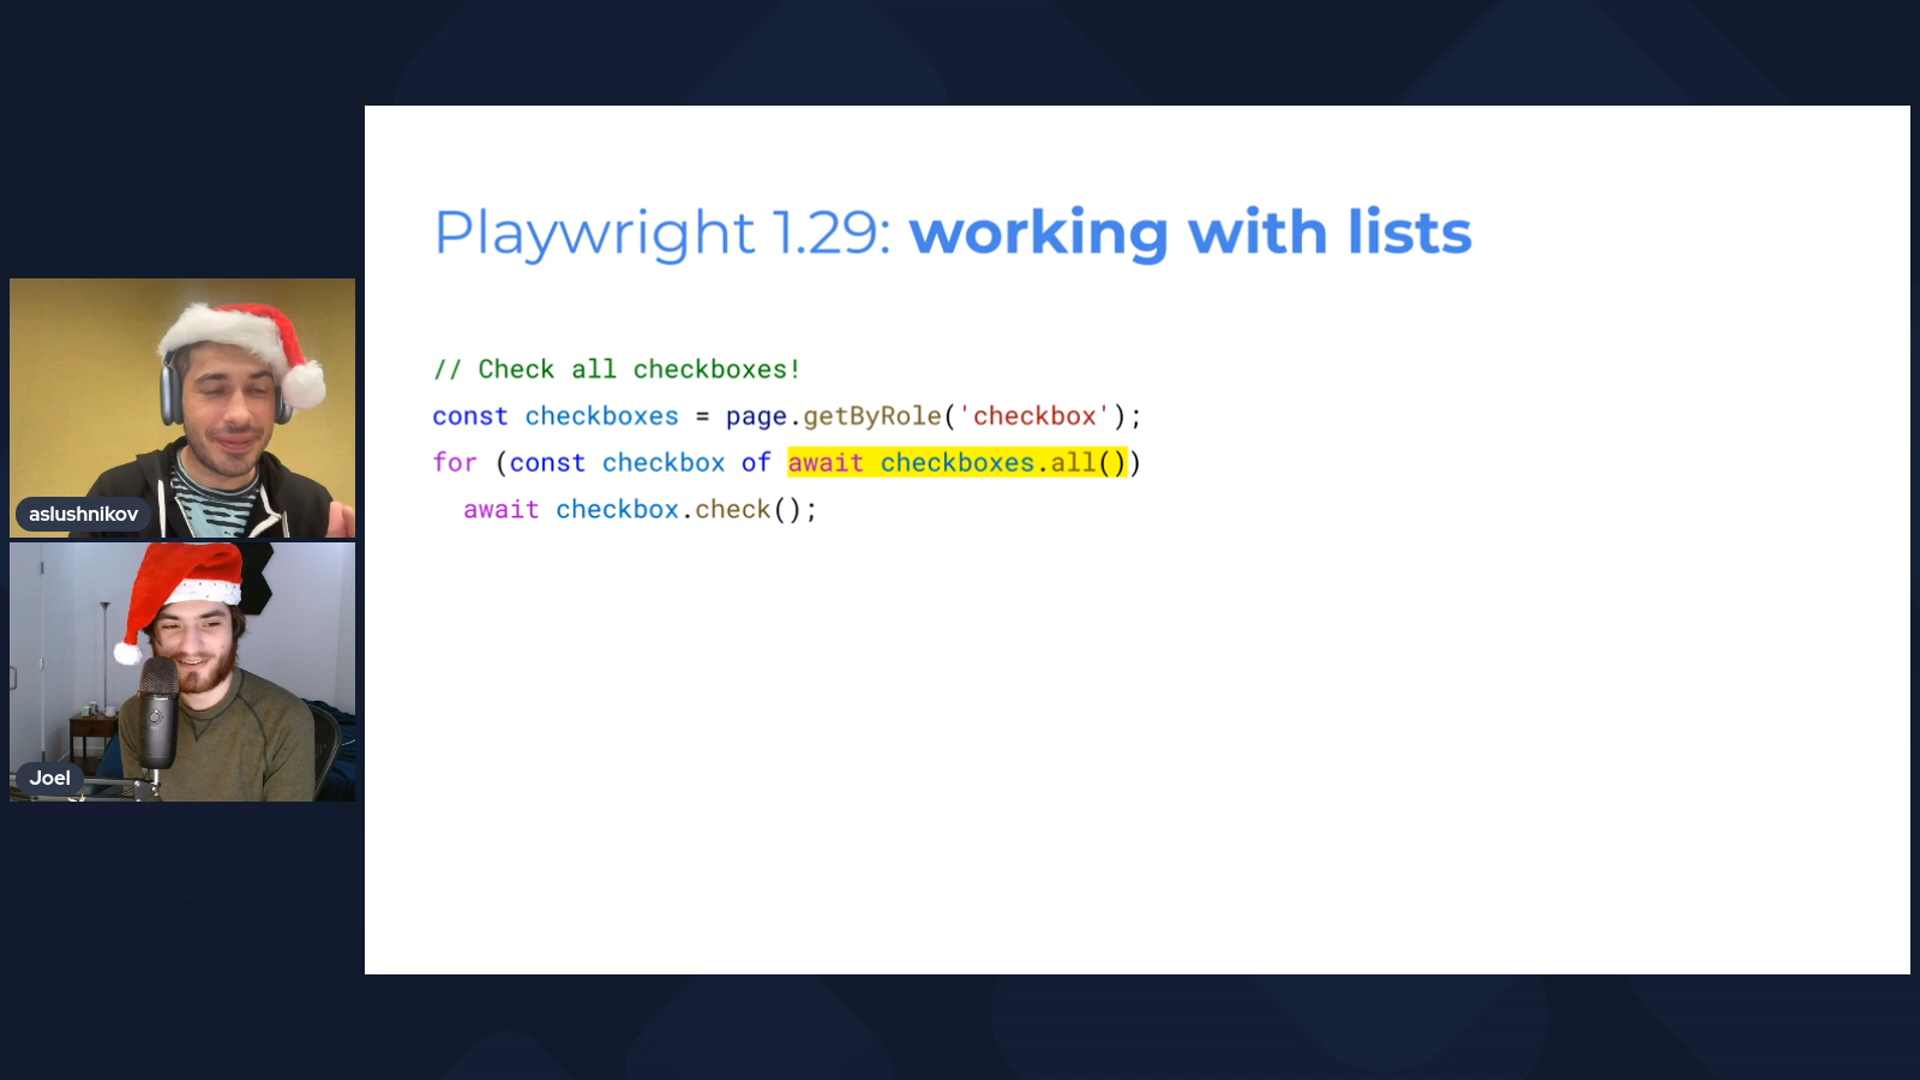 Playwright 1.29: working with lists
// Check all checkboxes!
const checkboxes = page.getByRole('checkbox');
for (const checkbox of await checkboxes.all())
  await checkbox.check();
aslushnikov
Joel